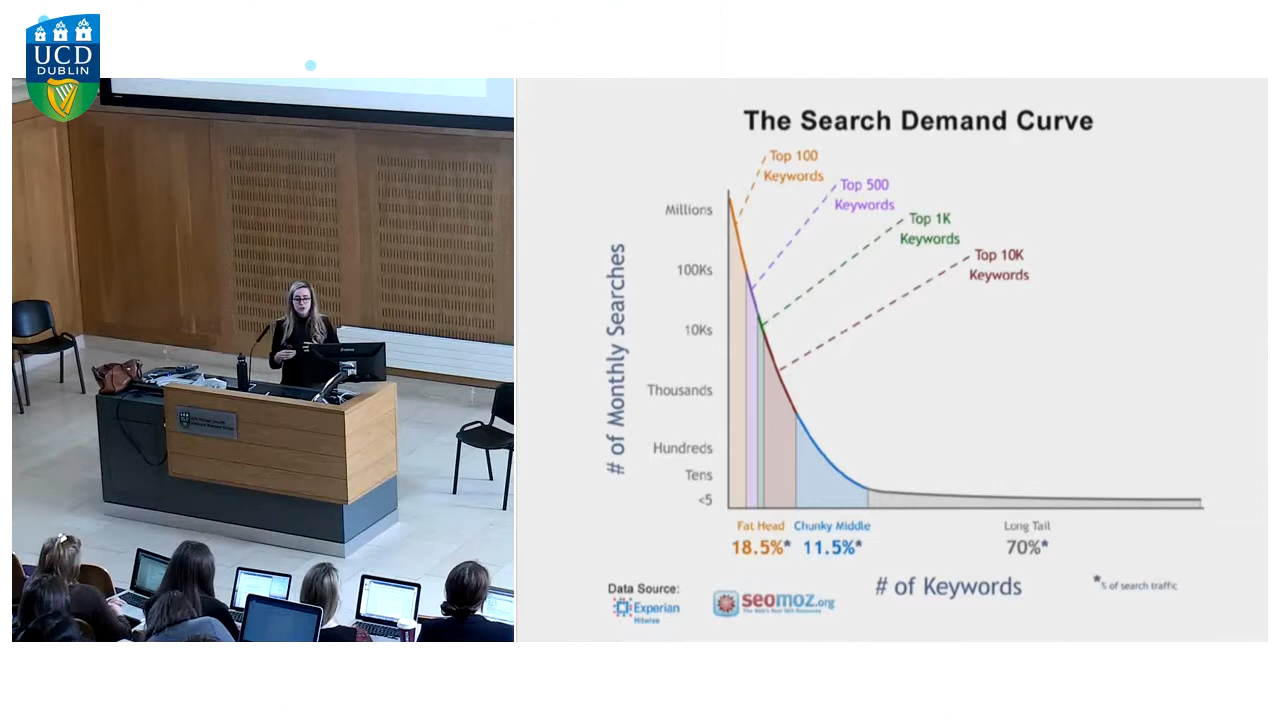 UCD
DUBLIN
The Search Demand Curve
Top 100
Keywords
Top 500
Keywords
Top 1K
Keywords
Top 10K
Keywords
# of Monthly Searches
Millions
100Ks
10Ks
Thousands
Hundreds
Tens
<5
Fat Head
18.5%*
Chunky Middle
11.5%*
Long Tail
70%*
# of Keywords
*% of search traffic
Data Source:
Experian
Hitwise
seomoz.org